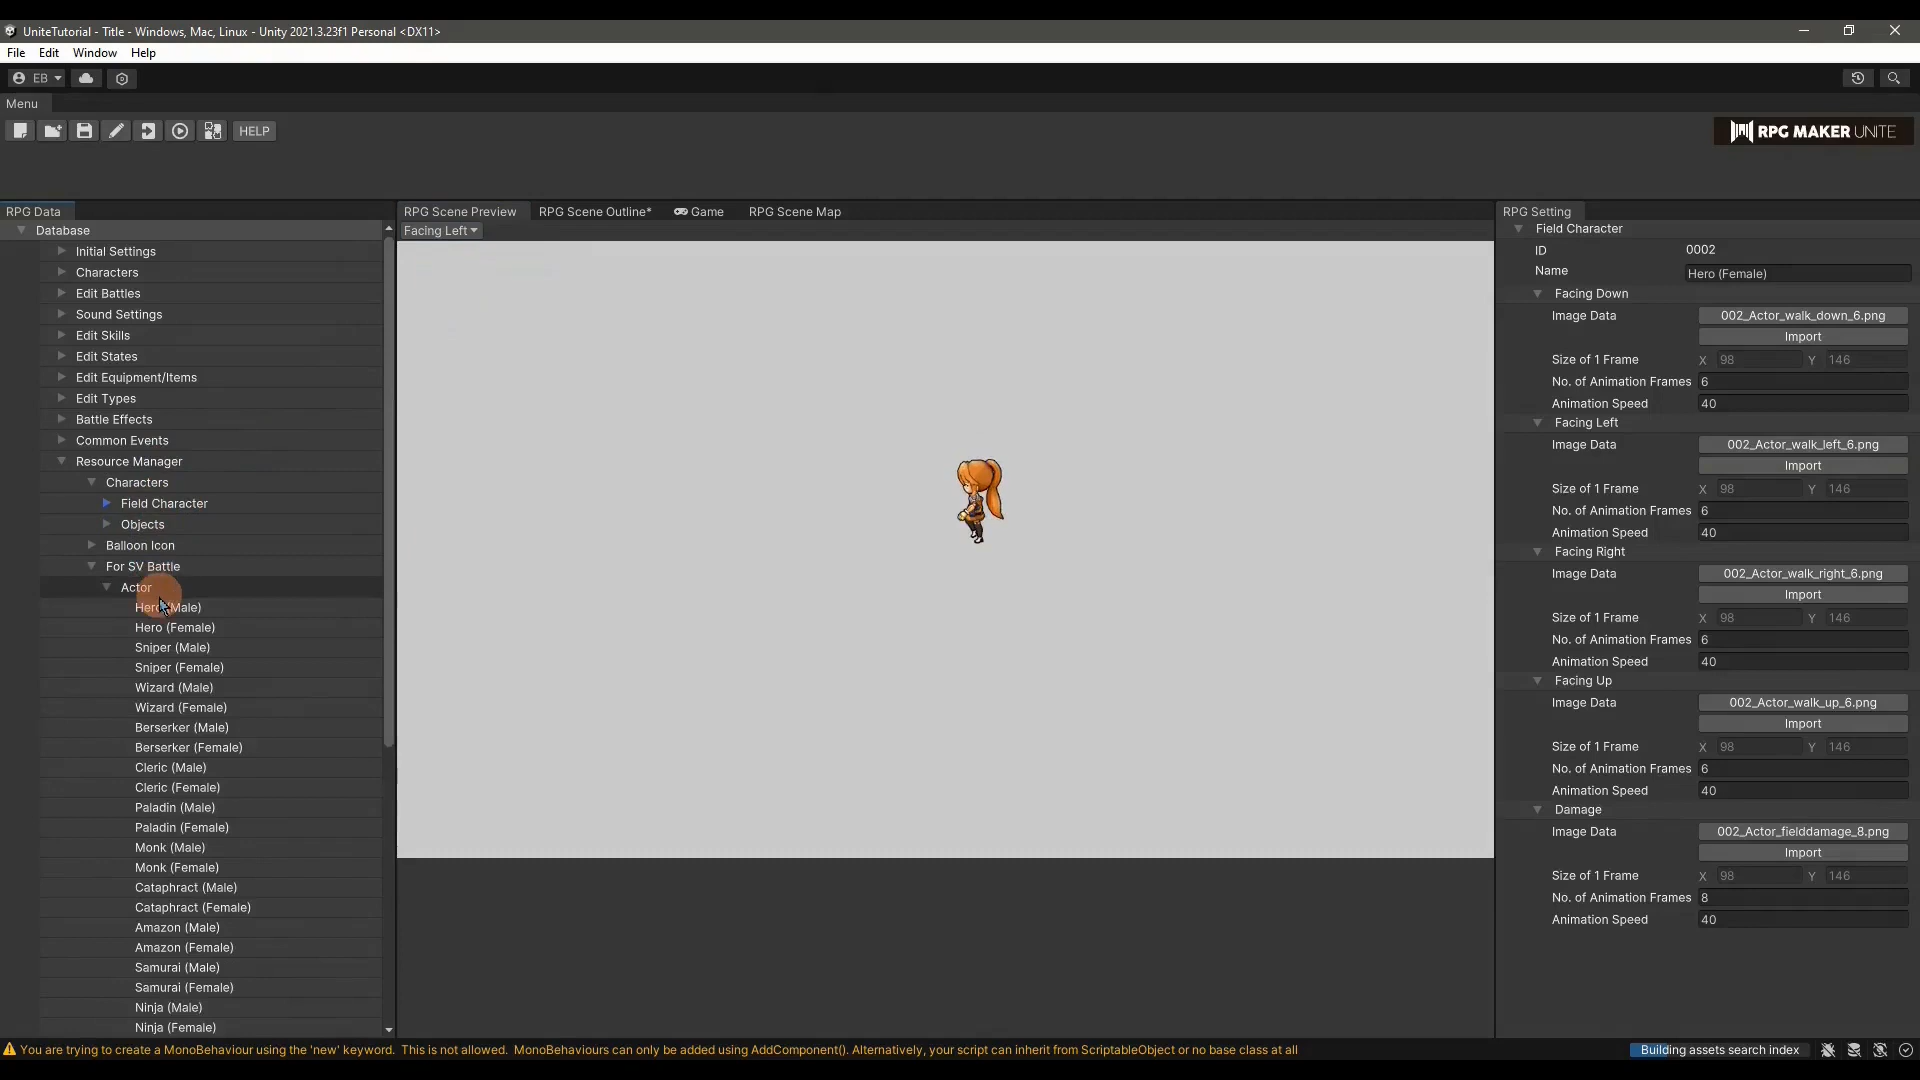 UniteTutorial - Title - Windows, Mac, Linux - Unity 2021.3.23f1 Personal <DX11>
File Edit Window Help
EB
Menu
HELP
RPG MAKER UNITE
RPG Data
Database
Initial Settings
Characters
Edit Battles
Sound Settings
Edit Skills
Edit States
Edit Equipment/Items
Edit Types
Battle Effects
Common Events
Resource Manager
Characters
Field Character
Objects
Balloon Icon
For SV Battle
Actor
Hero (Male)
Hero (Female)
Sniper (Male)
Sniper (Female)
Wizard (Male)
Wizard (Female)
Berserker (Male)
Berserker (Female)
Cleric (Male)
Cleric (Female)
Paladin (Male)
Paladin (Female)
Monk (Male)
Monk (Female)
Cataphract (Male)
Cataphract (Female)
Amazon (Male)
Amazon (Female)
Samurai (Male)
Samurai (Female)
Ninja (Male)
Ninja (Female)
RPG Scene Preview RPG Scene Outline* Game RPG Scene Map
Facing Left
RPG Setting
Field Character
ID 0002
Name Hero (Female)
Facing Down
Image Data 002_Actor_walk_down_6.png
Import
Size of 1 Frame X 98 Y 146
No. of Animation Frames 6
Animation Speed 40
Facing Left
Image Data 002_Actor_walk_left_6.png
Import
Size of 1 Frame X 98 Y 146
No. of Animation Frames 6
Animation Speed 40
Facing Right
Image Data 002_Actor_walk_right_6.png
Import
Size of 1 Frame X 98 Y 146
No. of Animation Frames 6
Animation Speed 40
Facing Up
Image Data 002_Actor_walk_up_6.png
Import
Size of 1 Frame X 98 Y 146
No. of Animation Frames 6
Animation Speed 40
Damage
Image Data 002_Actor_fielddamage_8.png
Import
Size of 1 Frame X 98 Y 146
No. of Animation Frames 8
Animation Speed 40
You are trying to create a MonoBehaviour using the 'new' keyword. This is not allowed. MonoBehaviours can only be added using AddComponent(). Alternatively, your script can inherit from ScriptableObject or no base class at all
Building assets search index